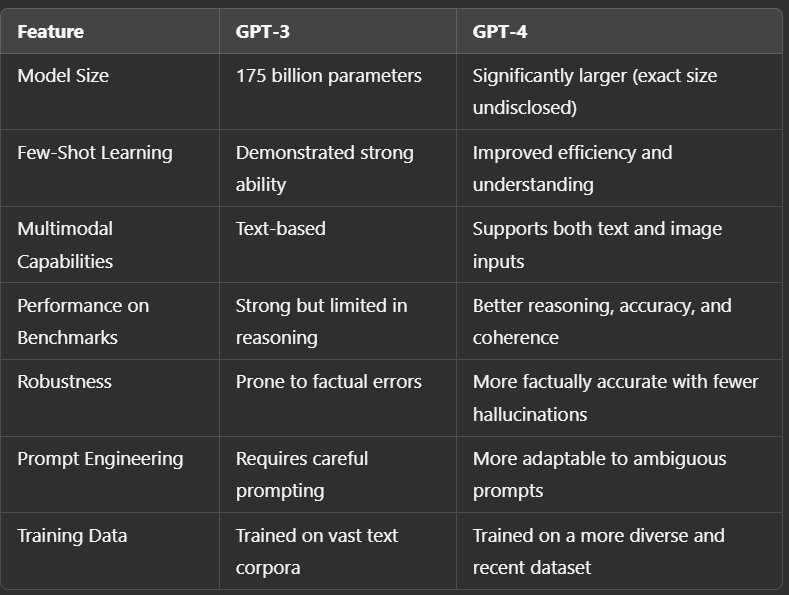 Feature GPT-3 GPT-4
Model Size 175 billion parameters Significantly larger (exact size
undisclosed)
Few-Shot Learning Demonstrated strong Improved efficiency and
ability understanding
Multimodal Text-based Supports both text and image
Capabilities inputs
Performance on Strong but limited in Better reasoning, accuracy, and
Benchmarks reasoning coherence
Robustness Prone to factual errors More factually accurate with fewer
hallucinations
Prompt Engineering Requires careful More adaptable to ambiguous
prompting prompts
Training Data Trained on vast text Trained on a more diverse and
corpora recent dataset